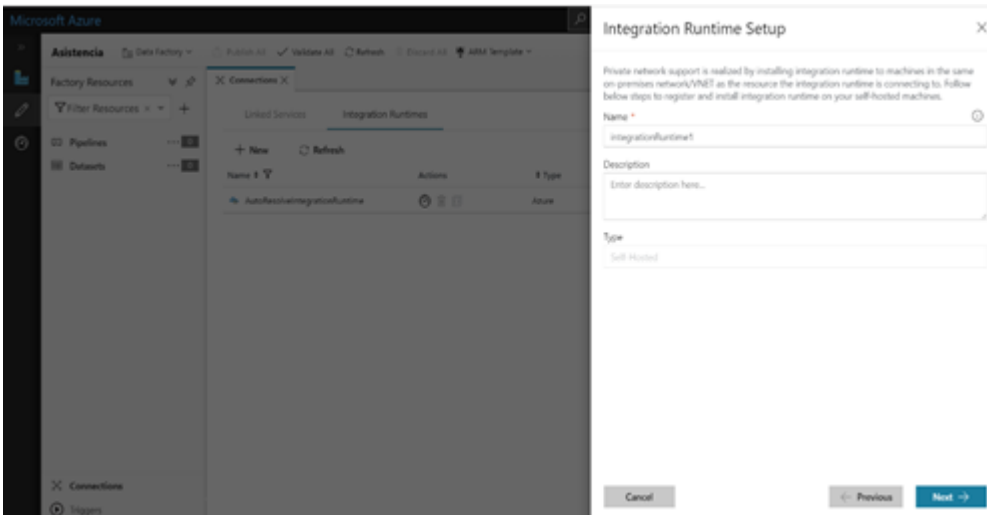 Microsoft Azure
Integration Runtime Setup
Asistencia
Data Factory
Publish All
Validate All
Refresh
Discard All
ARM Template
Factory Resources
Connections
Private network support is realized by installing integration runtime to machines in the same
on-premises network/VNET as the resource the integration runtime is connecting to. Follow
below steps to register and install integration runtime on your self-hosted machines.
Filter Resources
Name *
Linked Services
Integration Runtimes
integrationRuntime1
Pipelines
New
Refresh
Datasets
Description
Name
Actions
Type
Enter description here...
AutoResolveIntegrationRuntime
Azure
Type
Self-Hosted
Connections
Triggers
Cancel
Previous
Next